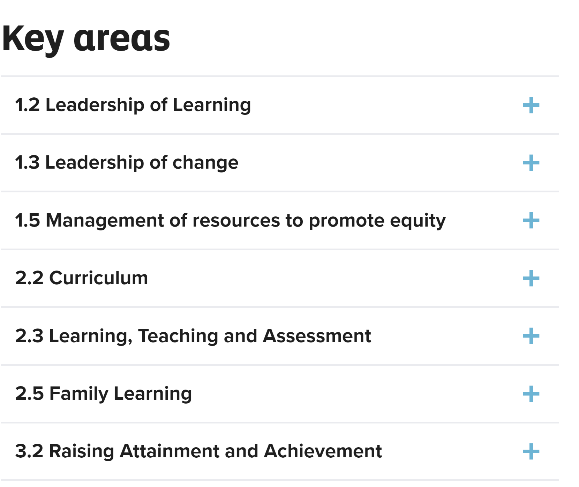 Key areas
1.2 Leadership of Learning
1.3 Leadership of change
1.5 Management of resources to promote equity
2.2 Curriculum
2.3 Learning, Teaching and Assessment
2.5 Family Learning
3.2 Raising Attainment and Achievement